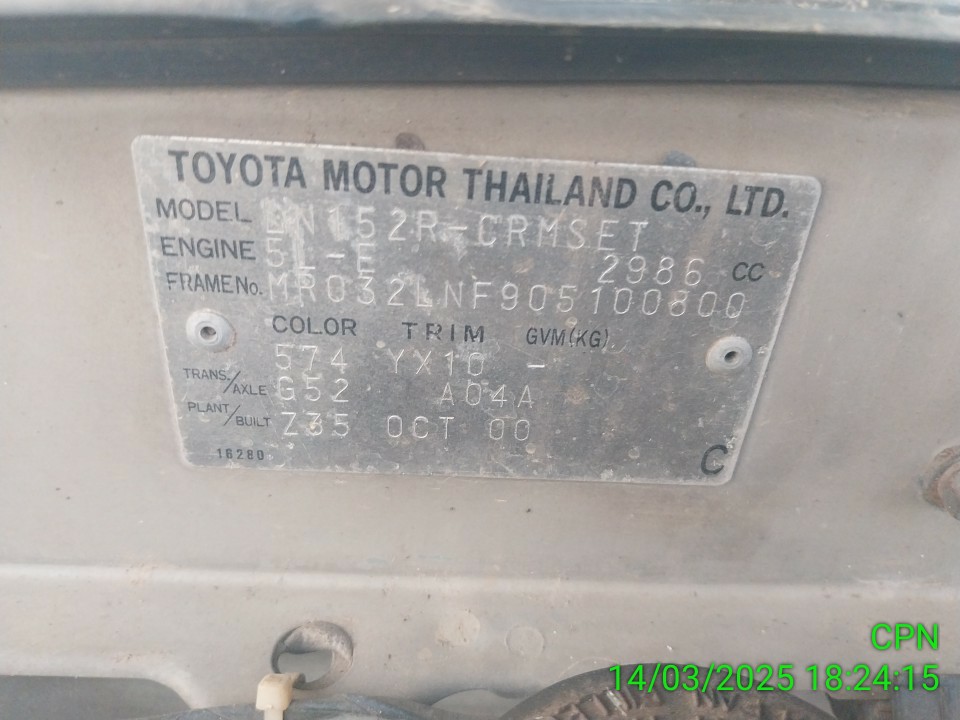 TOYOTA MOTOR THAILAND CO., LTD.
MODEL LN152R-CRMSET
ENGINE 5L-E 2986 CC
FRAME No. MR032LNF905100800
COLOR TRIM GVM(KG)
574 YX10 -
TRANS./AXLE G52 A04A
PLANT/BUILT Z35 OCT 00
16280 C
CPN
14/03/2025 18:24:15